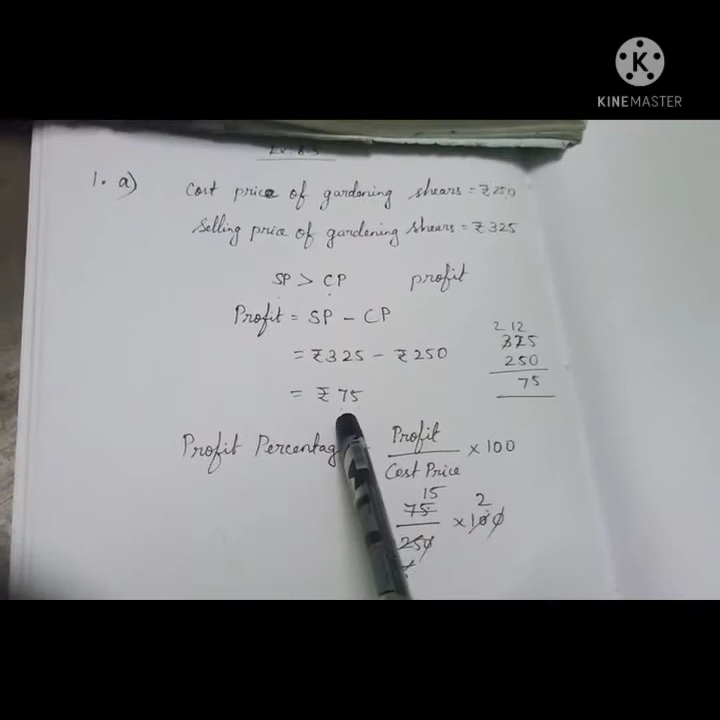 KINEMASTER
1. a) Cost price of gardening shears = ₹250
Selling price of gardening shears = ₹325
SP > CP profit
Profit = SP - CP
= ₹325 - ₹250
= ₹75
2 12
325
250
75
Profit Percentag
Profit
Cost Price
× 100
15 2
75
250
× 100